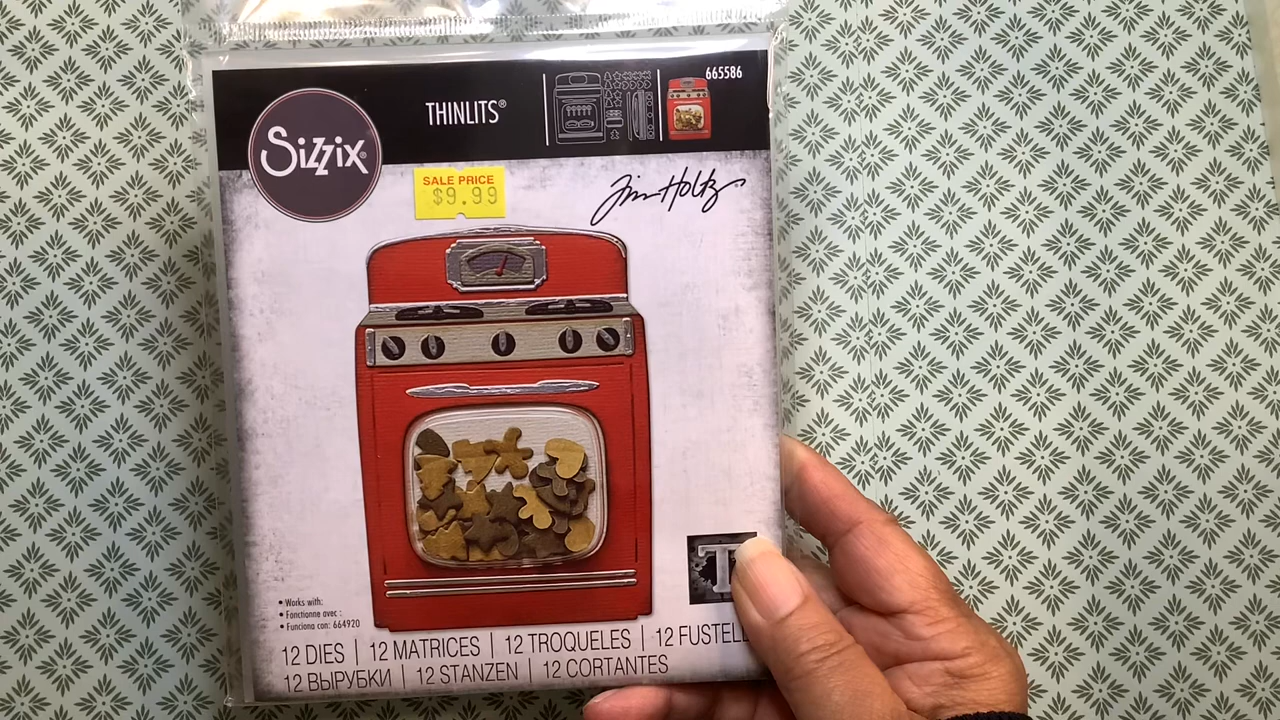 665586
THINLITS®
Sizzix®
SALE PRICE
$9.99
Tim Holtz
• Works with:
• Fonctionne avec :
• Funciona con: 664920
12 DIES | 12 MATRICES | 12 TROQUELES | 12 FUSTELL
12 ВЫРУБКИ | 12 STANZEN | 12 CORTANTES